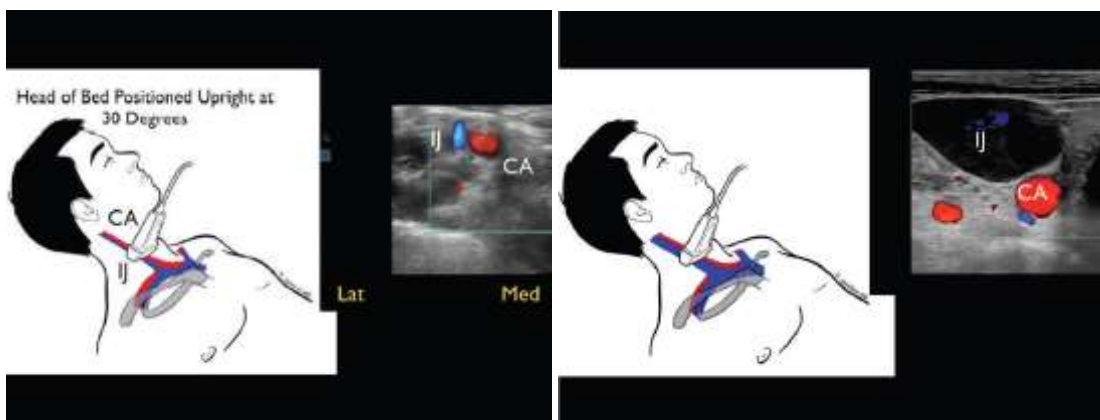 Head of Bed Positioned Upright at
30 Degrees
CA
IJ
IJ
CA
Lat
Med
IJ
CA